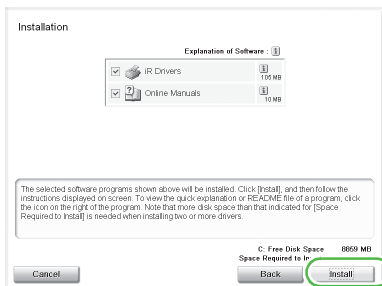 Installation
Explanation of Software :
iR Drivers
105 MB
Online Manuals
10 MB
The selected software programs shown above will be installed. Click [Install], and then follow the
instructions displayed on screen. To view the quick explanation or README file of a program, click
the icon on the right of the program. Note that more disk space than that indicated for [Space
Required to Install] is needed when installing two or more drivers.
C: Free Disk Space 8859 MB
Space Required to
Cancel
Back
Install